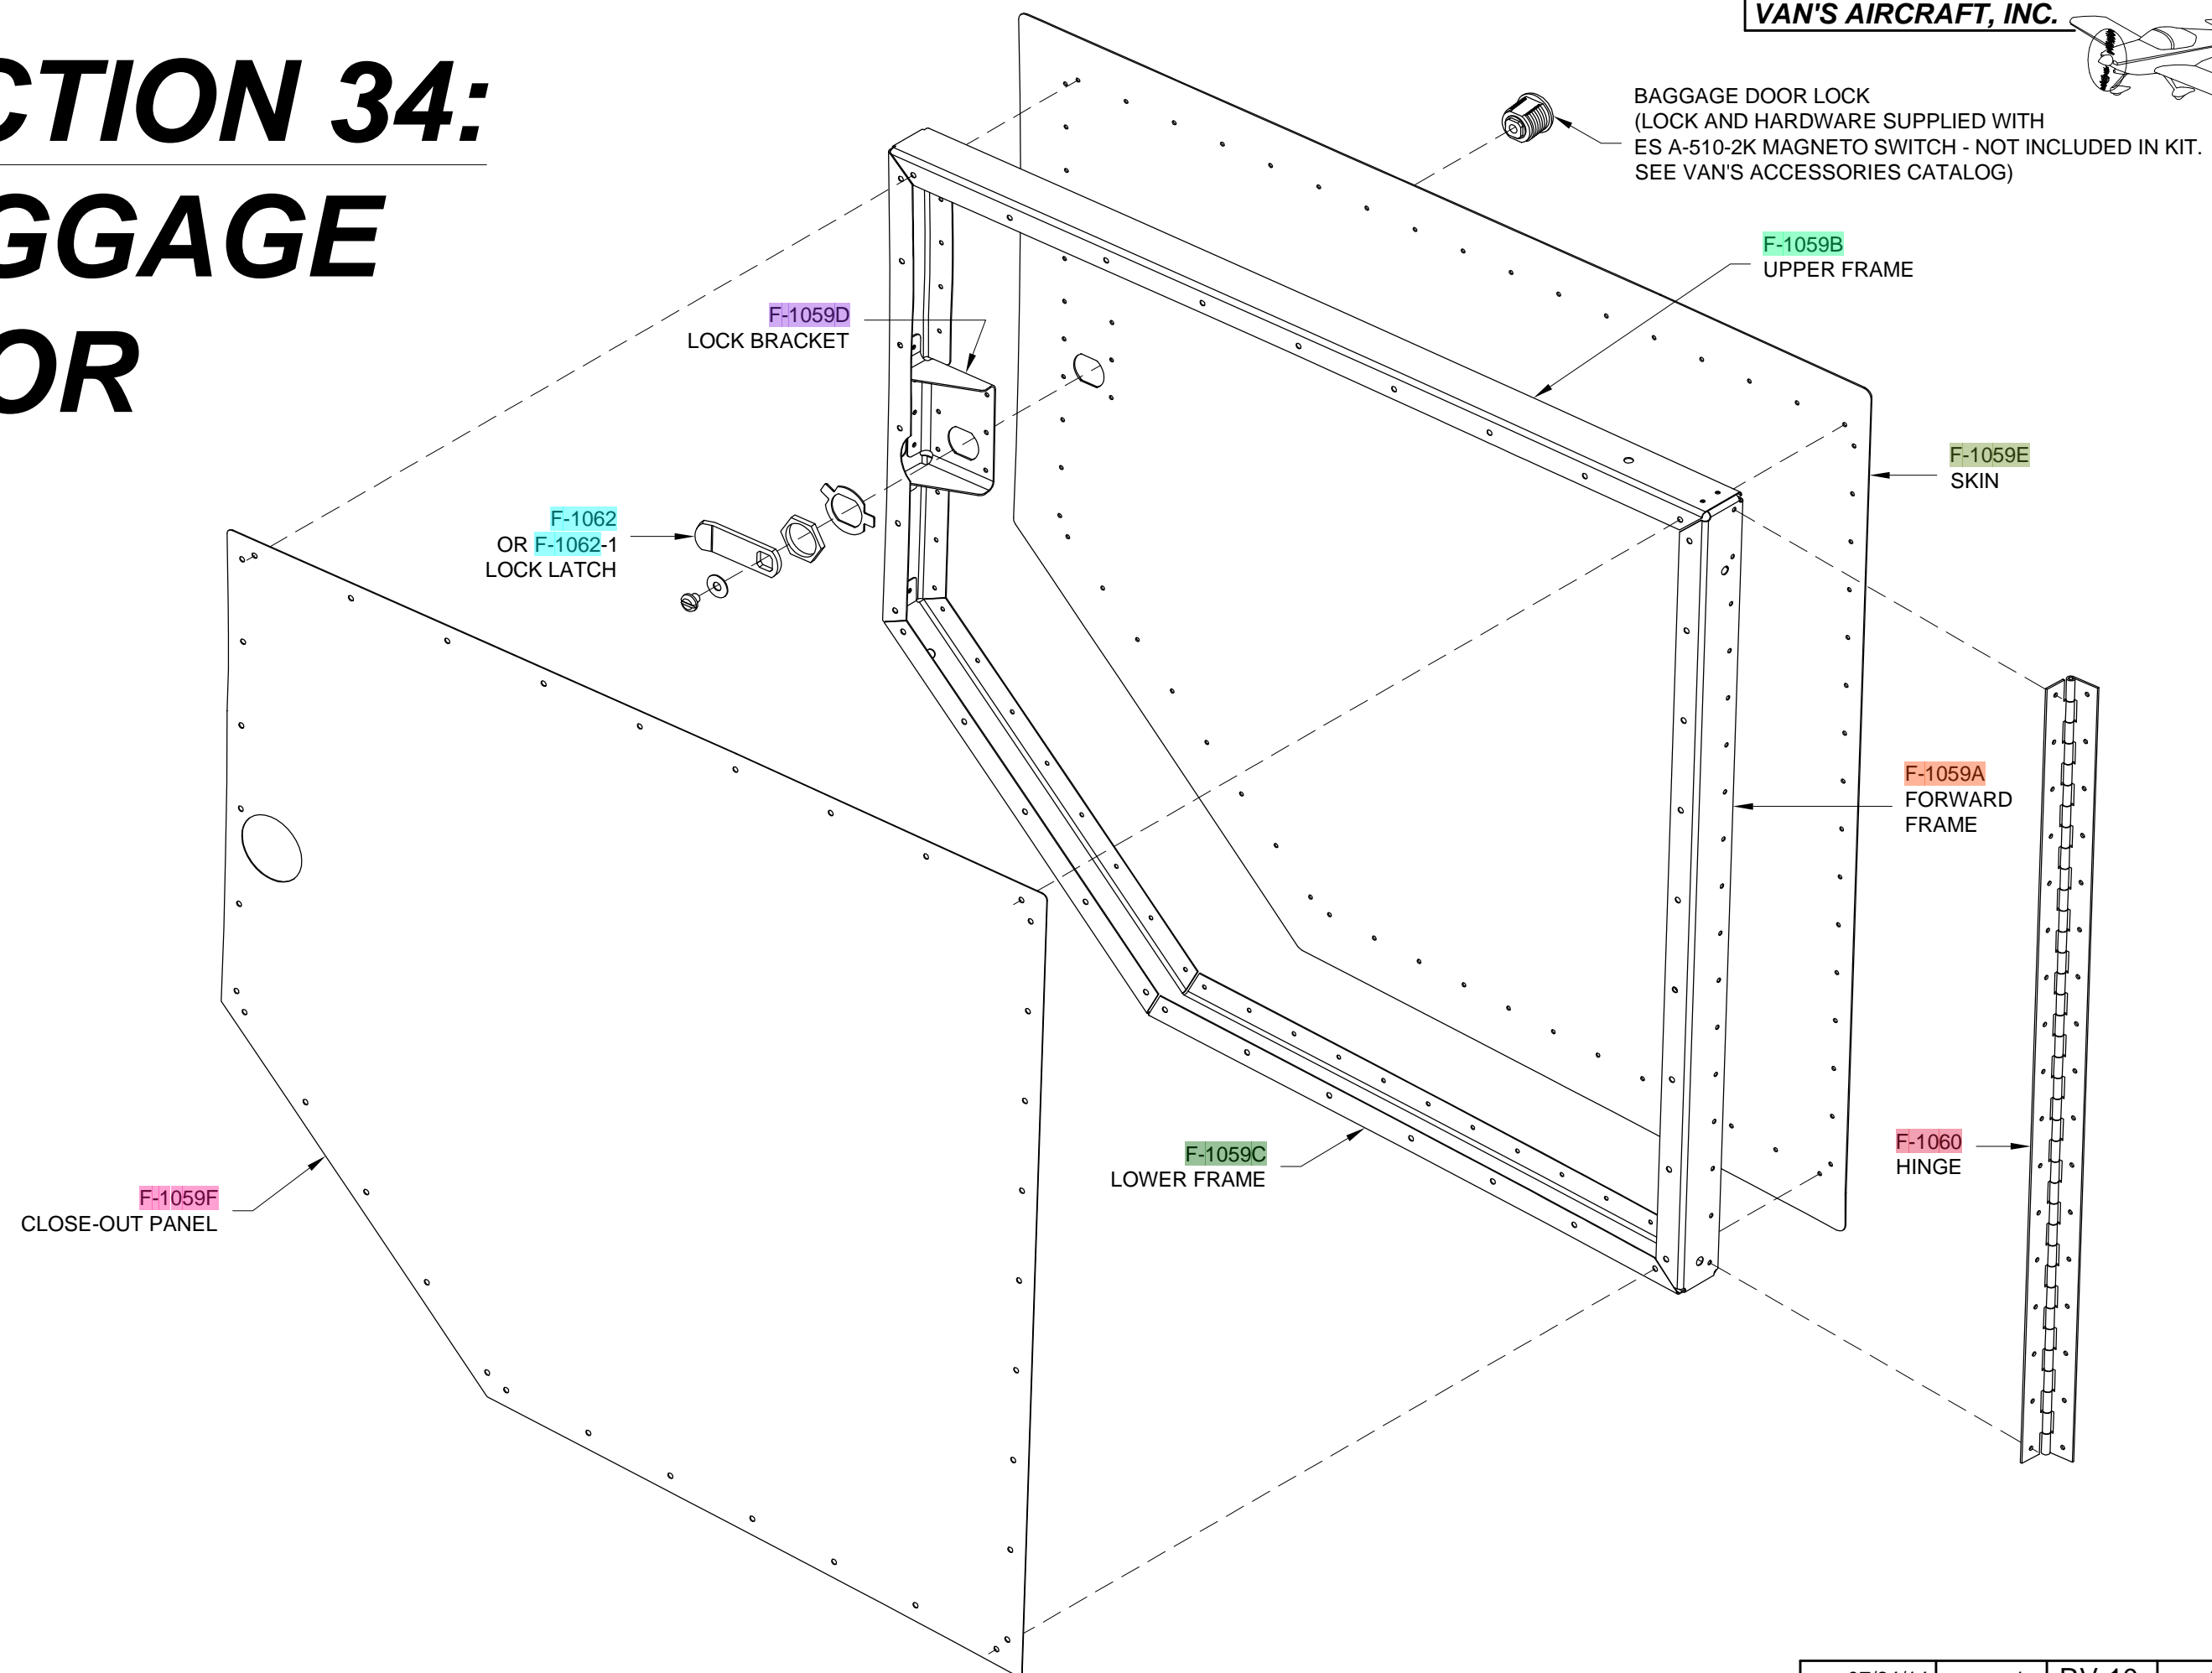 CTION 34:
GGAGE
OR
VAN'S AIRCRAFT, INC.
BAGGAGE DOOR LOCK
(LOCK AND HARDWARE SUPPLIED WITH
ES A-510-2K MAGNETO SWITCH - NOT INCLUDED IN KIT.
SEE VAN'S ACCESSORIES CATALOG)
F-1059B
UPPER FRAME
F-1059D
LOCK BRACKET
F-1059E
SKIN
F-1062
OR F-1062-1
LOCK LATCH
F-1059A
FORWARD
FRAME
F-1059C
LOWER FRAME
F-1060
HINGE
F-1059F
CLOSE-OUT PANEL